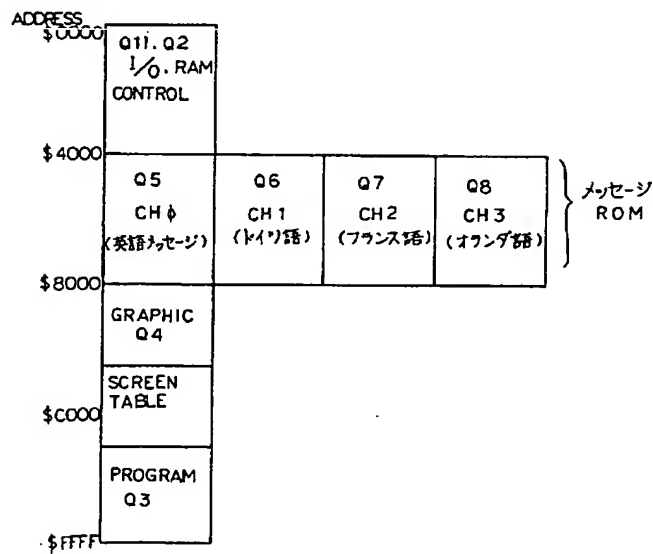 ADDRESS
$0000
Q11. Q2
I/O. RAM
CONTROL
$4000
Q5
CH φ
(英語メッセージ)
Q6
CH 1
(ドイツ語)
Q7
CH 2
(フランス語)
Q8
CH 3
(オランダ語)
メッセージ
ROM
$8000
GRAPHIC
Q4
SCREEN
TABLE
$C000
PROGRAM
Q3
$FFFF